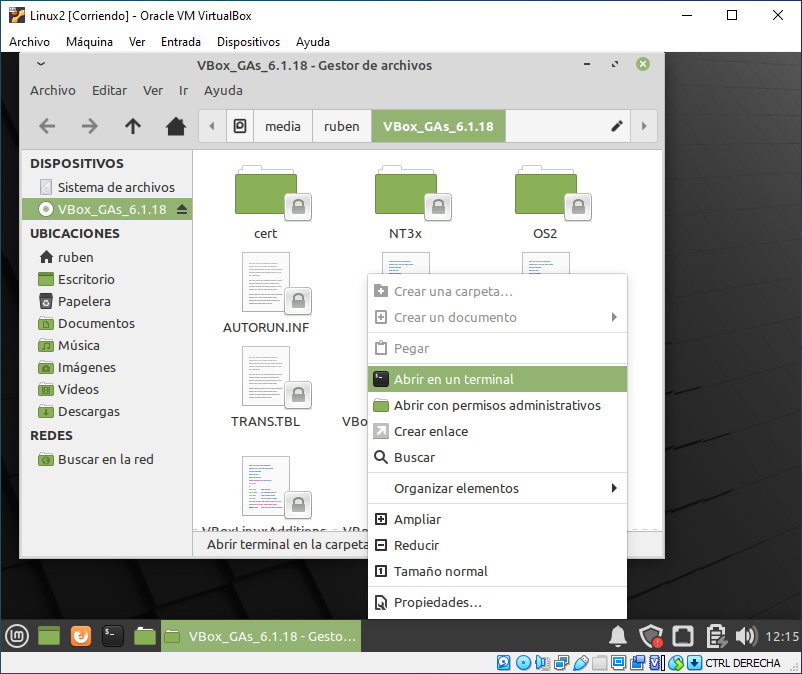 Linux2 [Corriendo] - Oracle VM VirtualBox
Archivo Máquina Ver Entrada Dispositivos Ayuda
VBox_GAs_6.1.18 - Gestor de archivos
Archivo Editar Ver Ir Ayuda
media ruben VBox_GAs_6.1.18
DISPOSITIVOS
Sistema de archivos
VBox_GAs_6.1.18
UBICACIONES
ruben
Escritorio
Papelera
Documentos
Música
Imágenes
Vídeos
Descargas
REDES
Buscar en la red
cert NT3x OS2
AUTORUN.INF
TRANS.TBL VBo
VBoxLinuxAdditions
Abrir terminal en la carpeta
Crear una carpeta...
Crear un documento
Pegar
Abrir en un terminal
Abrir con permisos administrativos
Crear enlace
Buscar
Organizar elementos
Ampliar
Reducir
Tamaño normal
Propiedades...
VBox_GAs_6.1.18 - Gesto... 12:15
CTRL DERECHA